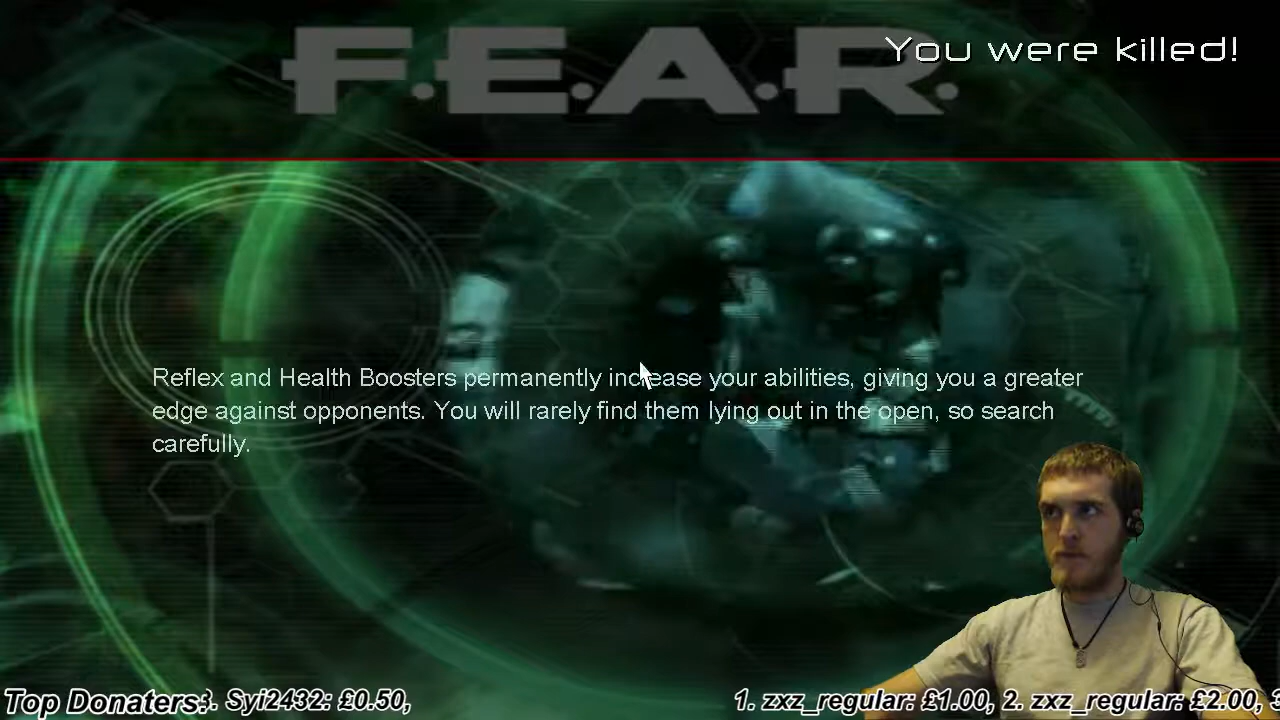 F.E.A.R.
You were killed!
Reflex and Health Boosters permanently increase your abilities, giving you a greater
edge against opponents. You will rarely find them lying out in the open, so search
carefully.
Top Donaters: 3. Syi2432: £0.50, 1. zxz_regular: £1.00, 2. zxz_regular: £2.00, 3